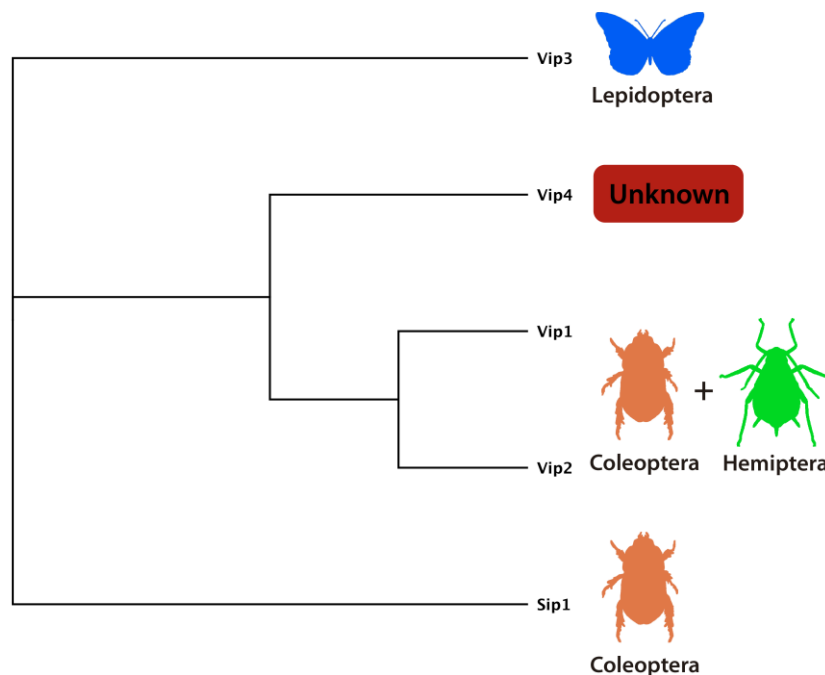 Vip3
Lepidoptera
Vip4
Unknown
Vip1
+
Coleoptera
Hemiptera
Vip2
Sip1
Coleoptera